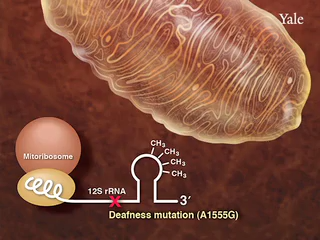 Yale
CH₃
CH₃
CH₃
CH₃
Mitoribosome
12S rRNA
X
3′
Deafness mutation (A1555G)